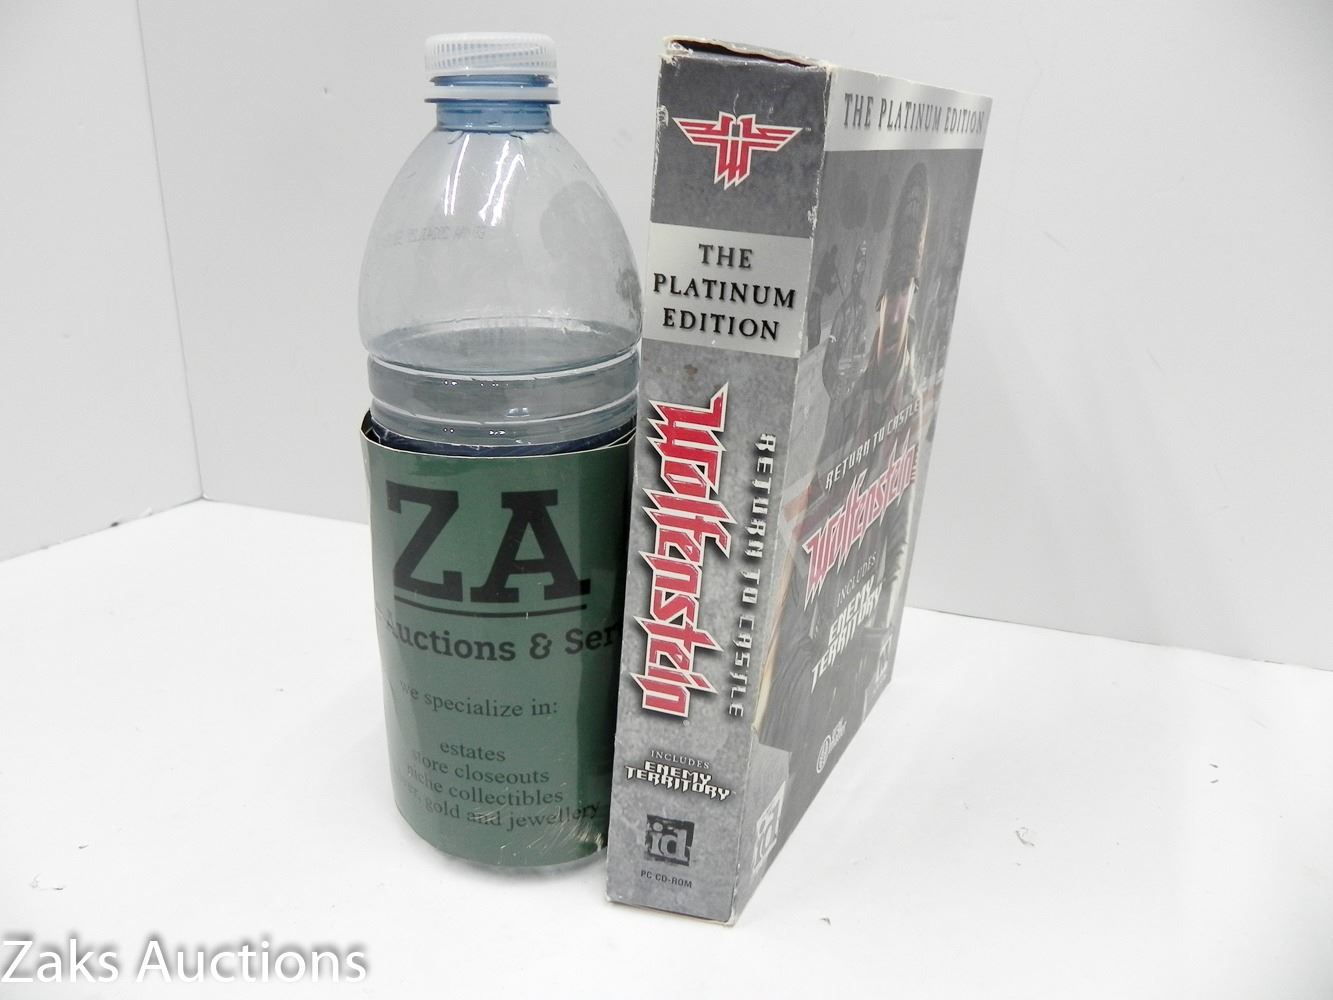 ZA
Auctions & Ser
we specialize in:
estates
store closeouts
niche collectibles
gold and jewellery
THE
PLATINUM
EDITION
RETURN TO CASTLE
Wolfenstein
INCLUDES
ENEMY
TERRITORY
id
PC CD-ROM
THE PLATINUM EDITION
RETURN TO CASTLE
Wolfenstein
INCLUDES
ENEMY
TERRITORY
id
Zaks Auctions